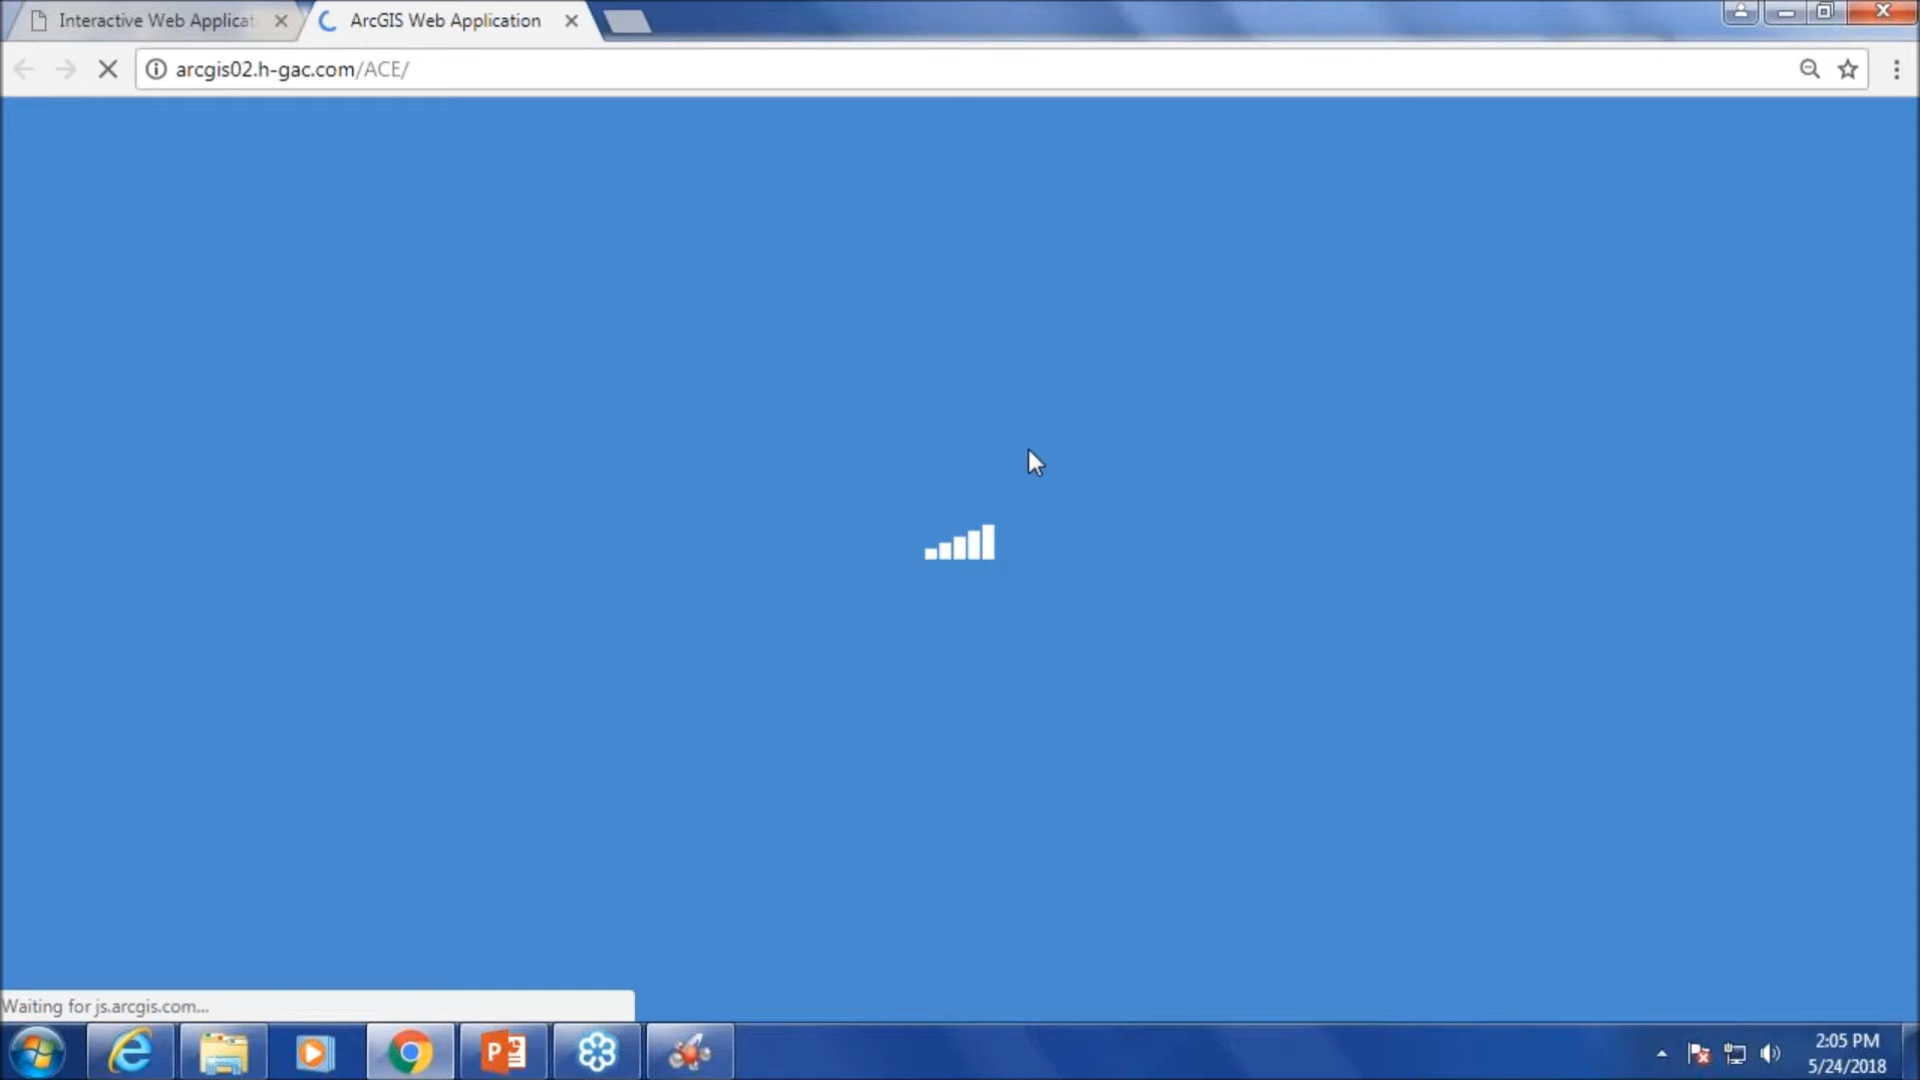 Interactive Web Applicat
ArcGIS Web Application
arcgis02.h-gac.com/ACE/
Waiting for js.arcgis.com...
2:05 PM
5/24/2018